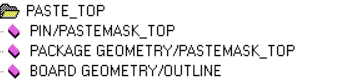 PASTE_TOP
PIN/PASTEMASK_TOP
PACKAGE GEOMETRY/PASTEMASK_TOP
BOARD GEOMETRY/OUTLINE